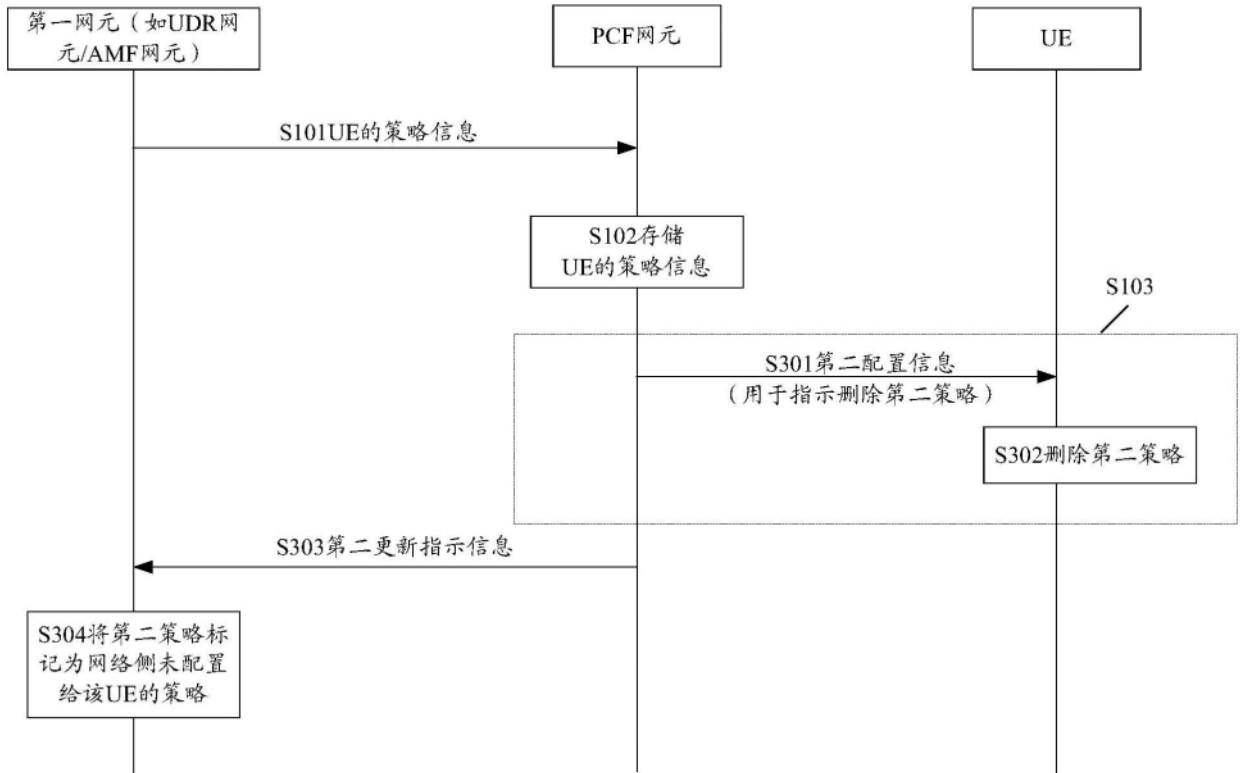 第一网元（如UDR网
元/AMF网元）
PCF网元
UE
S101UE的策略信息
S102存储
UE的策略信息
S103
S301第二配置信息
（用于指示删除第二策略）
S302删除第二策略
S303第二更新指示信息
S304将第二策略标
记为网络侧未配置
给该UE的策略